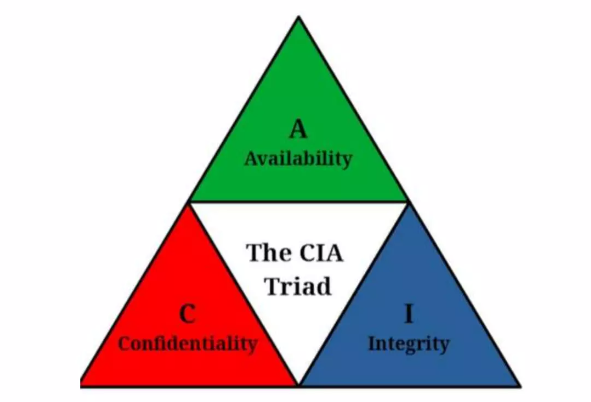 A
Availability
The CIA
Triad
C
Confidentiality
I
Integrity